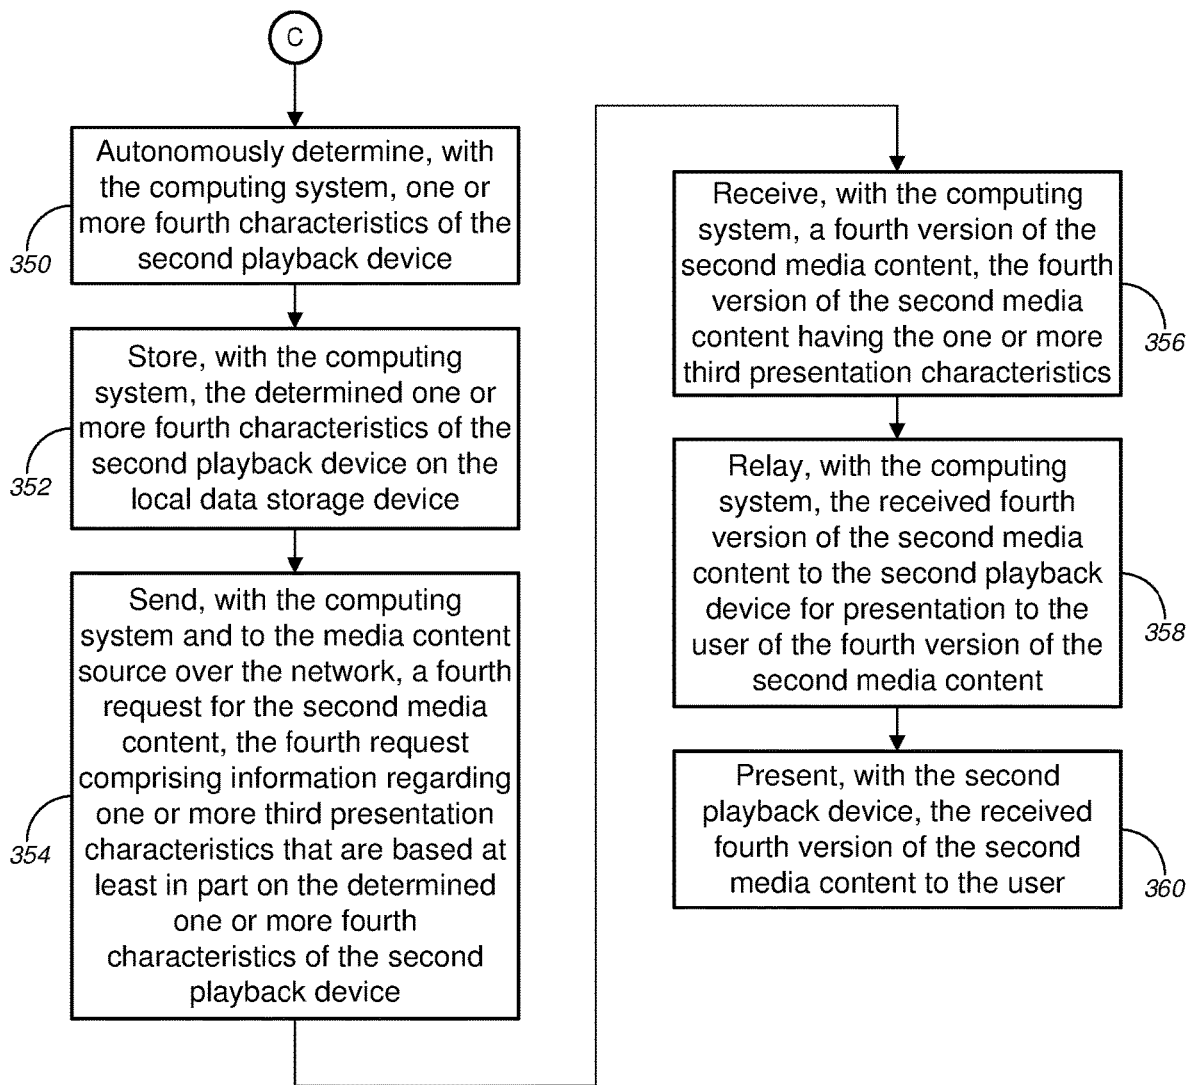 C
Autonomously determine, with
the computing system, one or
more fourth characteristics of the
second playback device
350
Store, with the computing
system, the determined one or
more fourth characteristics of the
second playback device on the
local data storage device
352
Send, with the computing
system and to the media content
source over the network, a fourth
request for the second media
content, the fourth request
comprising information regarding
one or more third presentation
characteristics that are based at
least in part on the determined
one or more fourth
characteristics of the second
playback device
354
Receive, with the computing
system, a fourth version of the
second media content, the fourth
version of the second media
content having the one or more
third presentation characteristics
356
Relay, with the computing
system, the received fourth
version of the second media
content to the second playback
device for presentation to the
user of the fourth version of the
second media content
358
Present, with the second
playback device, the received
fourth version of the second
media content to the user
360